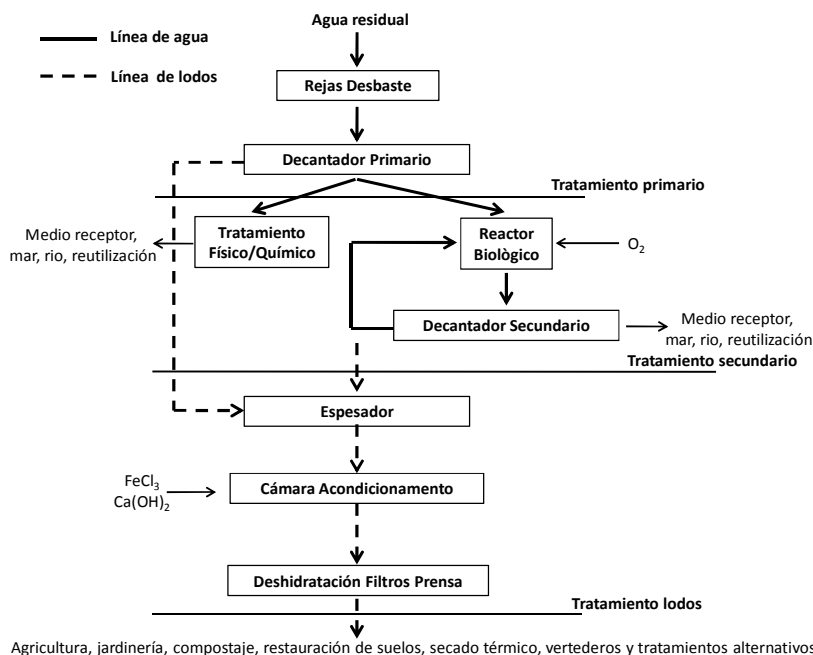 Agua residual
Línea de agua
Línea de lodos
Rejas Desbaste
Decantador Primario
Tratamiento primario
Medio receptor,
mar, rio, reutilización
Tratamiento
Físico/Químico
Reactor
Biològico
O₂
Decantador Secundario
Medio receptor,
mar, rio, reutilización
Tratamiento secundario
Espesador
FeCl₃
Ca(OH)₂
Cámara Acondicionamento
Deshidratación Filtros Prensa
Tratamiento lodos
Agricultura, jardinería, compostaje, restauración de suelos, secado térmico, vertederos y tratamientos alternativos